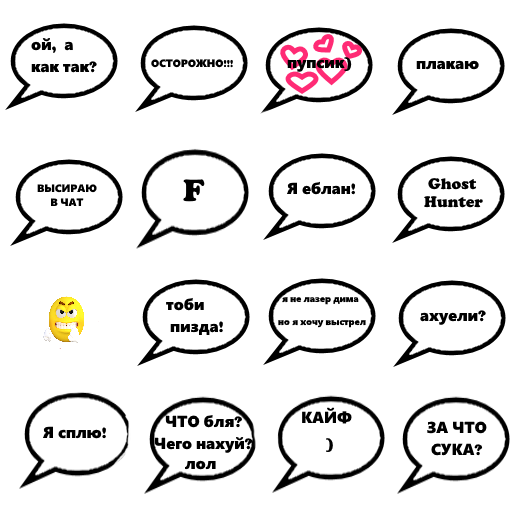 ой, а
как так?
ОСТОРОЖНО!!!
пупсик)
плакаю
ВЫСИРАЮ
В ЧАТ
F
Я еблан!
Ghost
Hunter
тоби
пизда!
я не лазер дима
но я хочу выстрел
ахуели?
Я сплю!
ЧТО бля?
Чего нахуй?
лол
КАЙФ
)
ЗА ЧТО
СУКА?